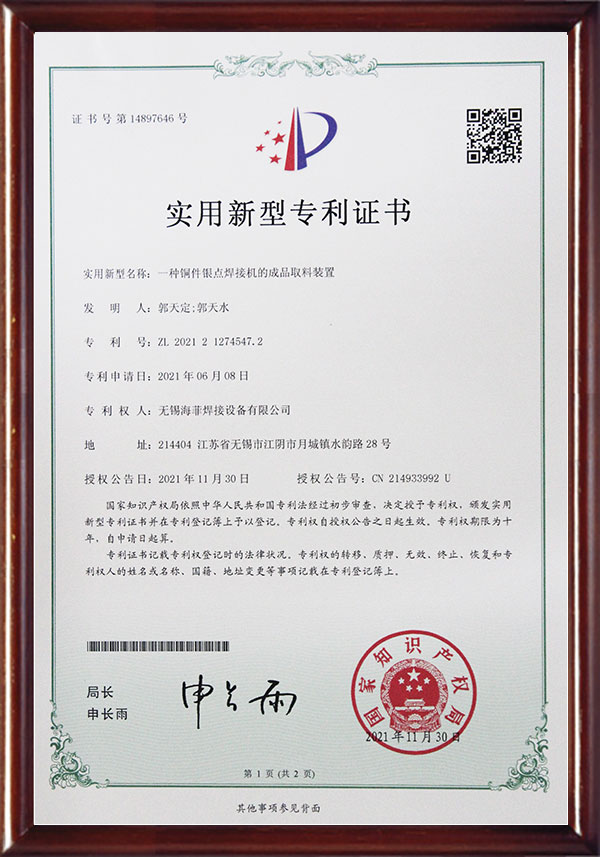 证书号第14897646号
实用新型专利证书
实用新型名称：一种铜件银点焊接机的成品取料装置
发明人：郭天定;郭天水
专利号：ZL 2021 2 1274547.2
专利申请日：2021年06月08日
专利权人：无锡海菲焊接设备有限公司
地址：214404 江苏省无锡市江阴市月城镇水韵路28号
授权公告日：2021年11月30日 授权公告号：CN 214933992 U
国家知识产权局依照中华人民共和国专利法经过初步审查，决定授予专利权，颁发实用
新型专利证书并在专利登记簿上予以登记。专利权自授权公告之日起生效。专利权期限为十
年，自申请日起算。
专利证书记载专利权登记时的法律状况。专利权的转移、质押、无效、终止、恢复和专
利权人的姓名或名称、国籍、地址变更等事项记载在专利登记簿上。
局长
申长雨
申长雨
国家知识产权局
2021年11月30日
第1页(共2页)
其他事项参见背面